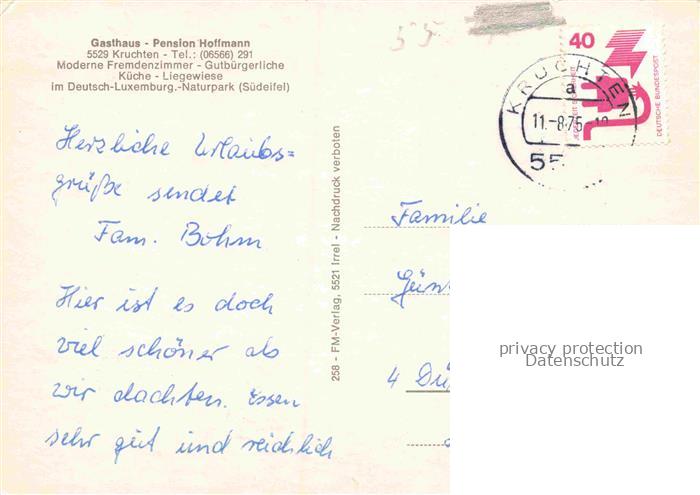 Gasthaus - Pension Hoffmann
5529 Kruchten - Tel.: (06566) 291
Moderne Fremdenzimmer - Gutbürgerliche
Küche - Liegewiese
im Deutsch-Luxemburg.-Naturpark (Südeifel)
Herzliche Urlaubs=
grüße sendet
Fam. Bohm
Hier ist es doch
viel schöner als
wir dachten. Essen
sehr gut und reichlich
258 - FM-Verlag, 5521 Irrel - Nachdruck verboten
55
40
DEUTSCHE BUNDESPOST
KRUCHTEN
a
11.-8.75
55
Familie
4
privacy protection
Datenschutz